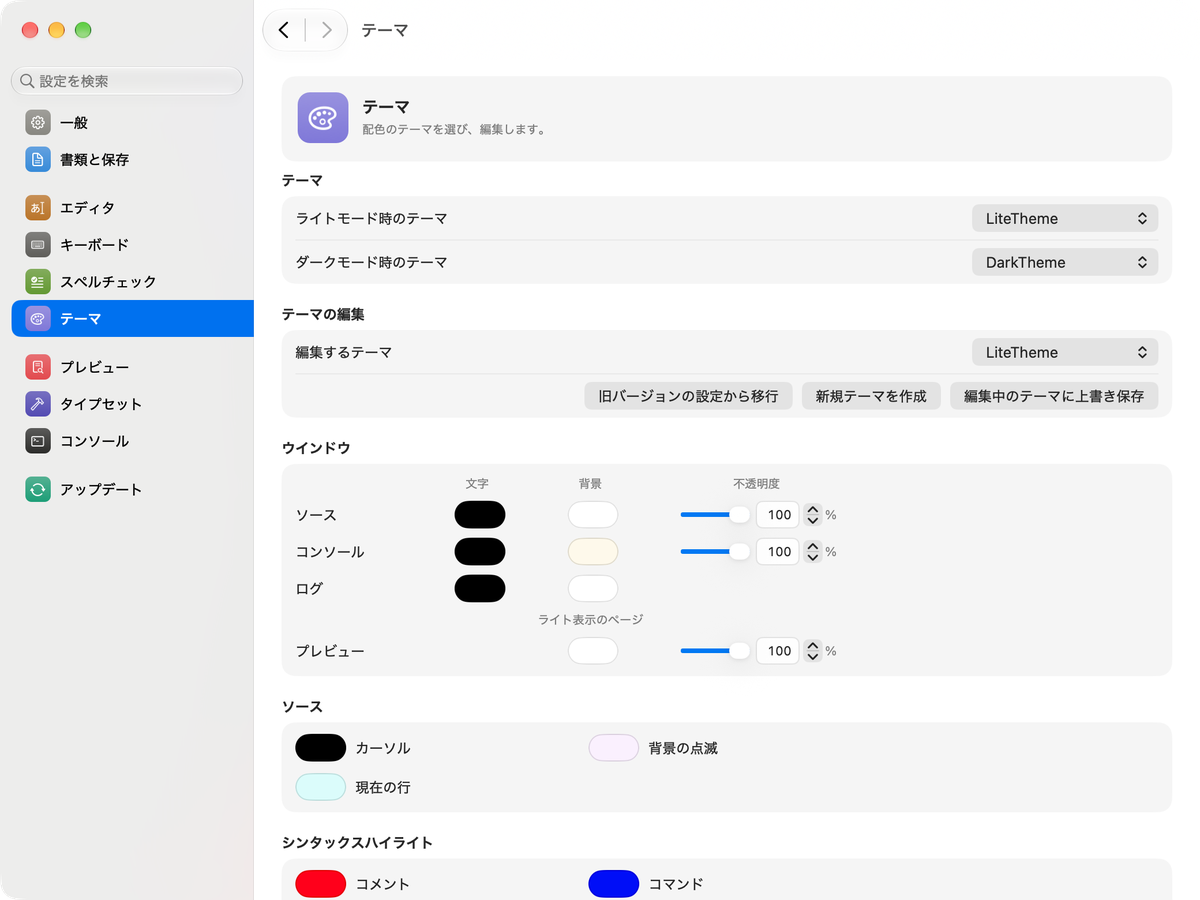 テーマ
設定を検索
一般
書類と保存
あI
エディタ
キーボード
スペルチェック
テーマ
プレビュー
タイプセット
コンソール
アップデート
テーマ
配色のテーマを選び、編集します。
テーマ
ライトモード時のテーマ LiteTheme
ダークモード時のテーマ DarkTheme
テーマの編集
編集するテーマ LiteTheme
旧バージョンの設定から移行 新規テーマを作成 編集中のテーマに上書き保存
ウインドウ
文字 背景 不透明度
ソース 100 %
コンソール 100 %
ログ
ライト表示のページ
プレビュー 100 %
ソース
カーソル 背景の点滅
現在の行
シンタックスハイライト
コメント コマンド